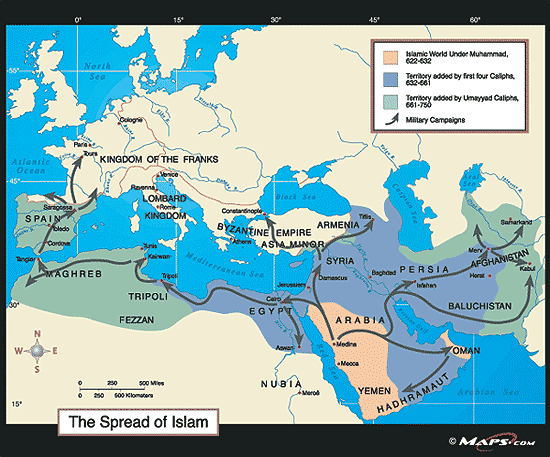 0°
15°
30°
45°
60°
North
Sea
Islamic World Under Muhammad,
622-632
Territory added by first four Caliphs,
632-661
Territory added by Umayyad Caliphs,
661-750
Military Campaigns
55°
Cologne
Paris
Tours
Atlantic
Ocean
KINGDOM OF THE FRANKS
45°
Venice
Ravenna
LOMBARD
KINGDOM
Rome
Black Sea
Caspian Sea
Aral
Sea
Saragossa
SPAIN
Toledo
Cordova
Constantinople
BYZANTINE EMPIRE
Athens
ASIA MINOR
ARMENIA
Tiflis
Samarkand
Tangier
MAGHREB
Tunis
Kairwan
Mediterranean Sea
SYRIA
Damascus
Baghdad
PERSIA
Isfahan
Merv
AFGHANISTAN
Herat
Kabul
Tripoli
TRIPOLI
Jerusalem
Cairo
EGYPT
BALUCHISTAN
30°
FEZZAN
Aswan
ARABIA
Medina
Mecca
Red Sea
OMAN
N
W
E
S
NUBIA
Meroë
YEMEN
HADHRAMAUT
Arabian Sea
0 250 500 Miles
0 250 500 Kilometers
15°
The Spread of Islam
© MAPS.COM